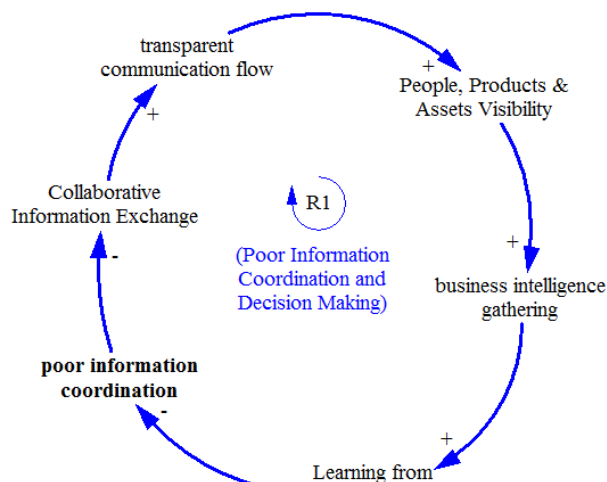 transparent
communication flow
+
People, Products &
Assets Visibility
+
Collaborative
Information Exchange
+
R1
(Poor Information
Coordination and
Decision Making)
-
+
business intelligence
gathering
poor information
coordination
-
+
Learning from